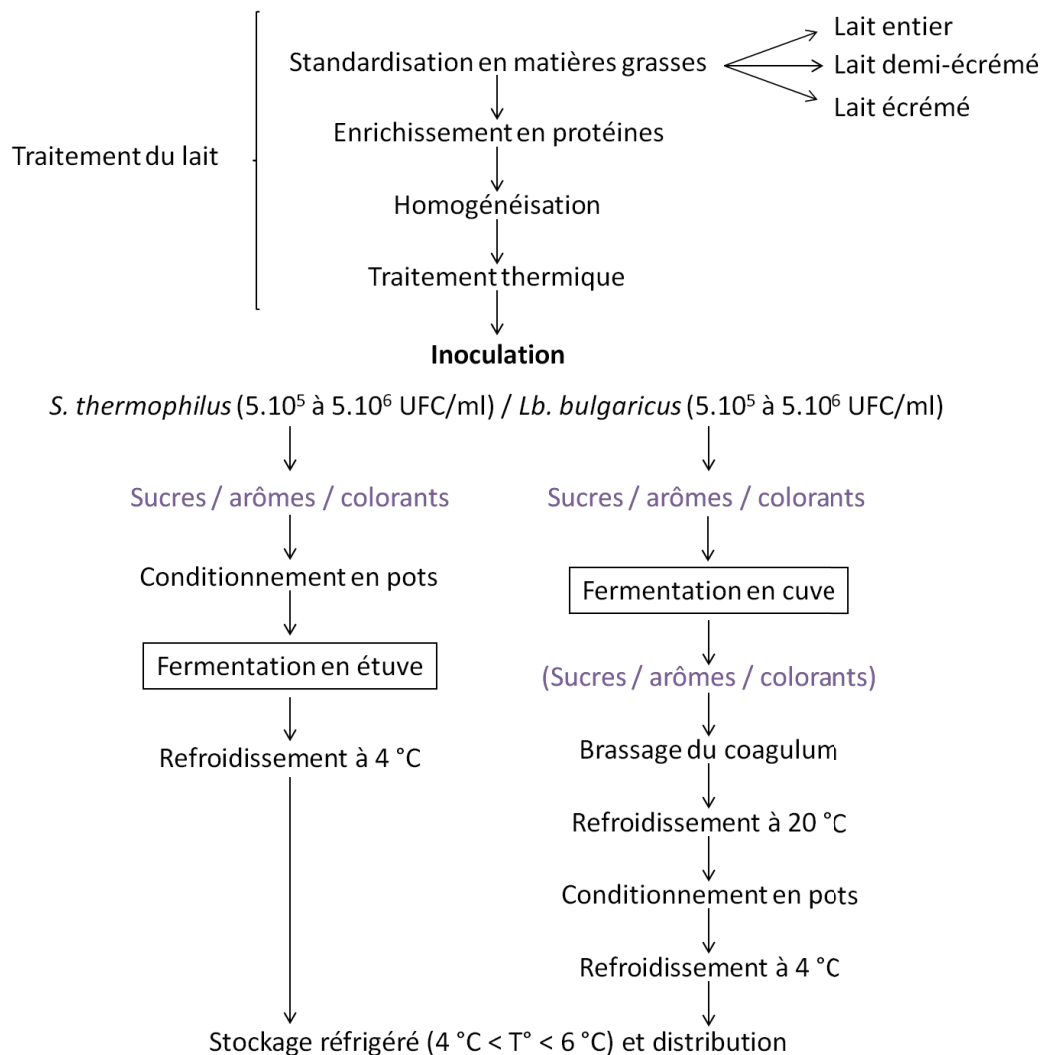 Lait entier
Standardisation en matières grasses
Lait demi-écrémé
Lait écrémé
Enrichissement en protéines
Traitement du lait
Homogénéisation
Traitement thermique
Inoculation
S. thermophilus (5.10⁵ à 5.10⁶ UFC/ml) / Lb. bulgaricus (5.10⁵ à 5.10⁶ UFC/ml)
Sucres / arômes / colorants
Conditionnement en pots
Fermentation en étuve
Refroidissement à 4 °C
Sucres / arômes / colorants
Fermentation en cuve
(Sucres / arômes / colorants)
Brassage du coagulum
Refroidissement à 20 °C
Conditionnement en pots
Refroidissement à 4 °C
Stockage réfrigéré (4 °C < T° < 6 °C) et distribution